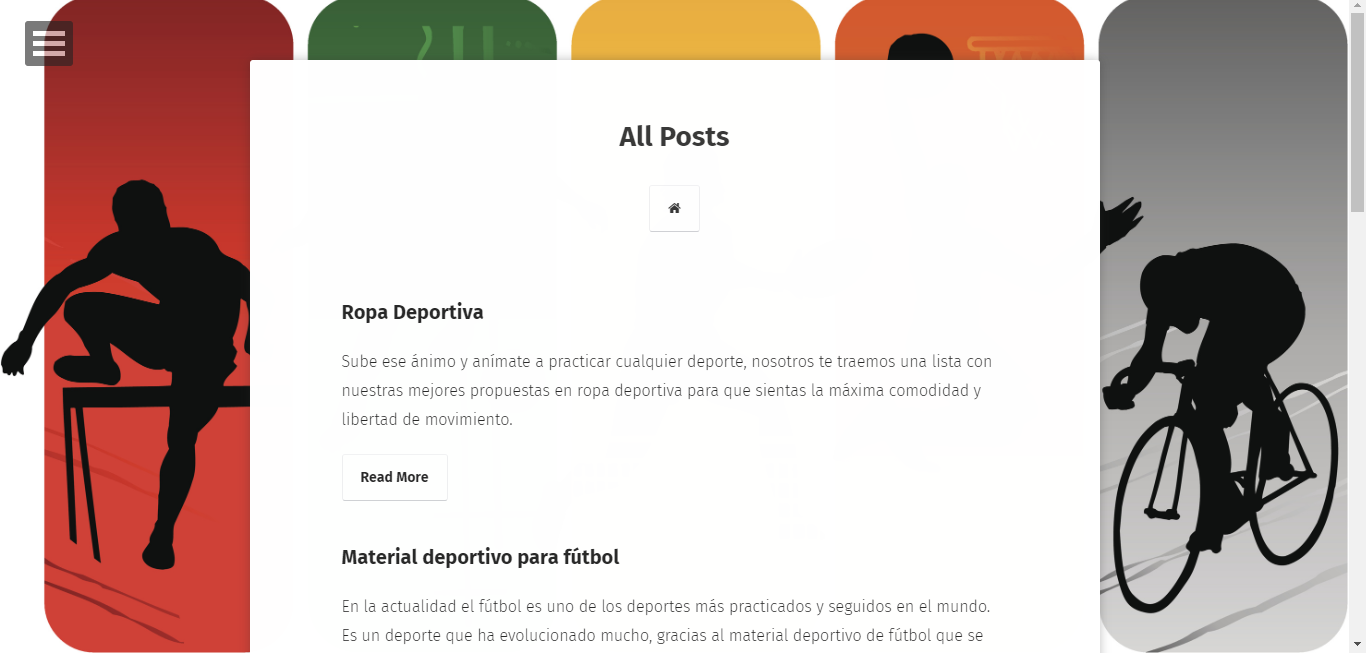 All Posts
Ropa Deportiva
Sube ese ánimo y anímate a practicar cualquier deporte, nosotros te traemos una lista con
nuestras mejores propuestas en ropa deportiva para que sientas la máxima comodidad y
libertad de movimiento.
Read More
Material deportivo para fútbol
En la actualidad el fútbol es uno de los deportes más practicados y seguidos en el mundo.
Es un deporte que ha evolucionado mucho, gracias al material deportivo de fútbol que se